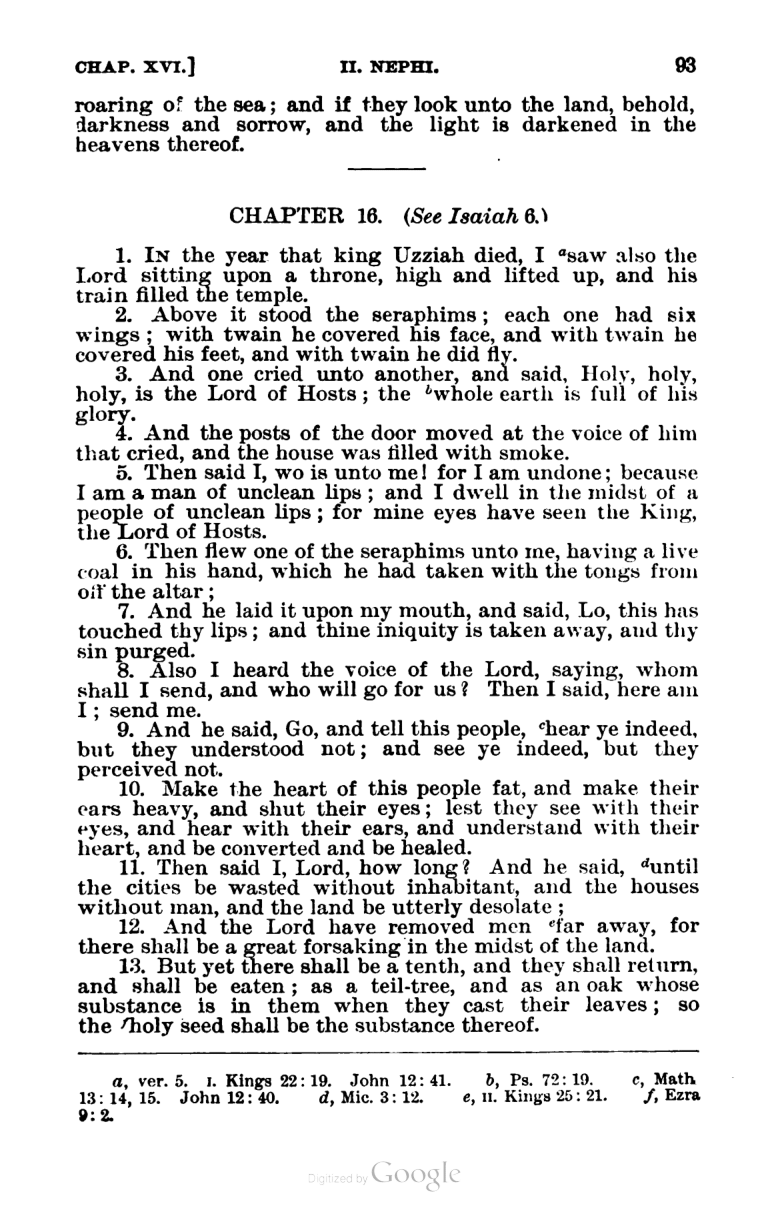 CHAP. XVI.] II. NEPHI. 93
roaring of the sea; and if they look unto the land, behold,
darkness and sorrow, and the light is darkened in the
heavens thereof.
CHAPTER 16. (See Isaiah 6.)
1. IN the year that king Uzziah died, I ᵃsaw also the
Lord sitting upon a throne, high and lifted up, and his
train filled the temple.
2. Above it stood the seraphims; each one had six
wings; with twain he covered his face, and with twain he
covered his feet, and with twain he did fly.
3. And one cried unto another, and said, Holy, holy,
holy, is the Lord of Hosts; the ᵇwhole earth is full of his
glory.
4. And the posts of the door moved at the voice of him
that cried, and the house was filled with smoke.
5. Then said I, wo is unto me! for I am undone; because
I am a man of unclean lips; and I dwell in the midst of a
people of unclean lips; for mine eyes have seen the King,
the Lord of Hosts.
6. Then flew one of the seraphims unto me, having a live
coal in his hand, which he had taken with the tongs from
off the altar;
7. And he laid it upon my mouth, and said, Lo, this has
touched thy lips; and thine iniquity is taken away, and thy
sin purged.
8. Also I heard the voice of the Lord, saying, whom
shall I send, and who will go for us? Then I said, here am
I; send me.
9. And he said, Go, and tell this people, ᶜhear ye indeed,
but they understood not; and see ye indeed, but they
perceived not.
10. Make the heart of this people fat, and make their
ears heavy, and shut their eyes; lest they see with their
eyes, and hear with their ears, and understand with their
heart, and be converted and be healed.
11. Then said I, Lord, how long? And he said, ᵈuntil
the cities be wasted without inhabitant, and the houses
without man, and the land be utterly desolate;
12. And the Lord have removed men ᵉfar away, for
there shall be a great forsaking in the midst of the land.
13. But yet there shall be a tenth, and they shall return,
and shall be eaten; as a teil-tree, and as an oak whose
substance is in them when they cast their leaves; so
the ᶠholy seed shall be the substance thereof.
a, ver. 5. I. Kings 22: 19. John 12: 41. b, Ps. 72: 19. c, Math
13: 14, 15. John 12: 40. d, Mic. 3: 12. e, II. Kings 25: 21. f, Ezra
9: 2.
Digitized by Google